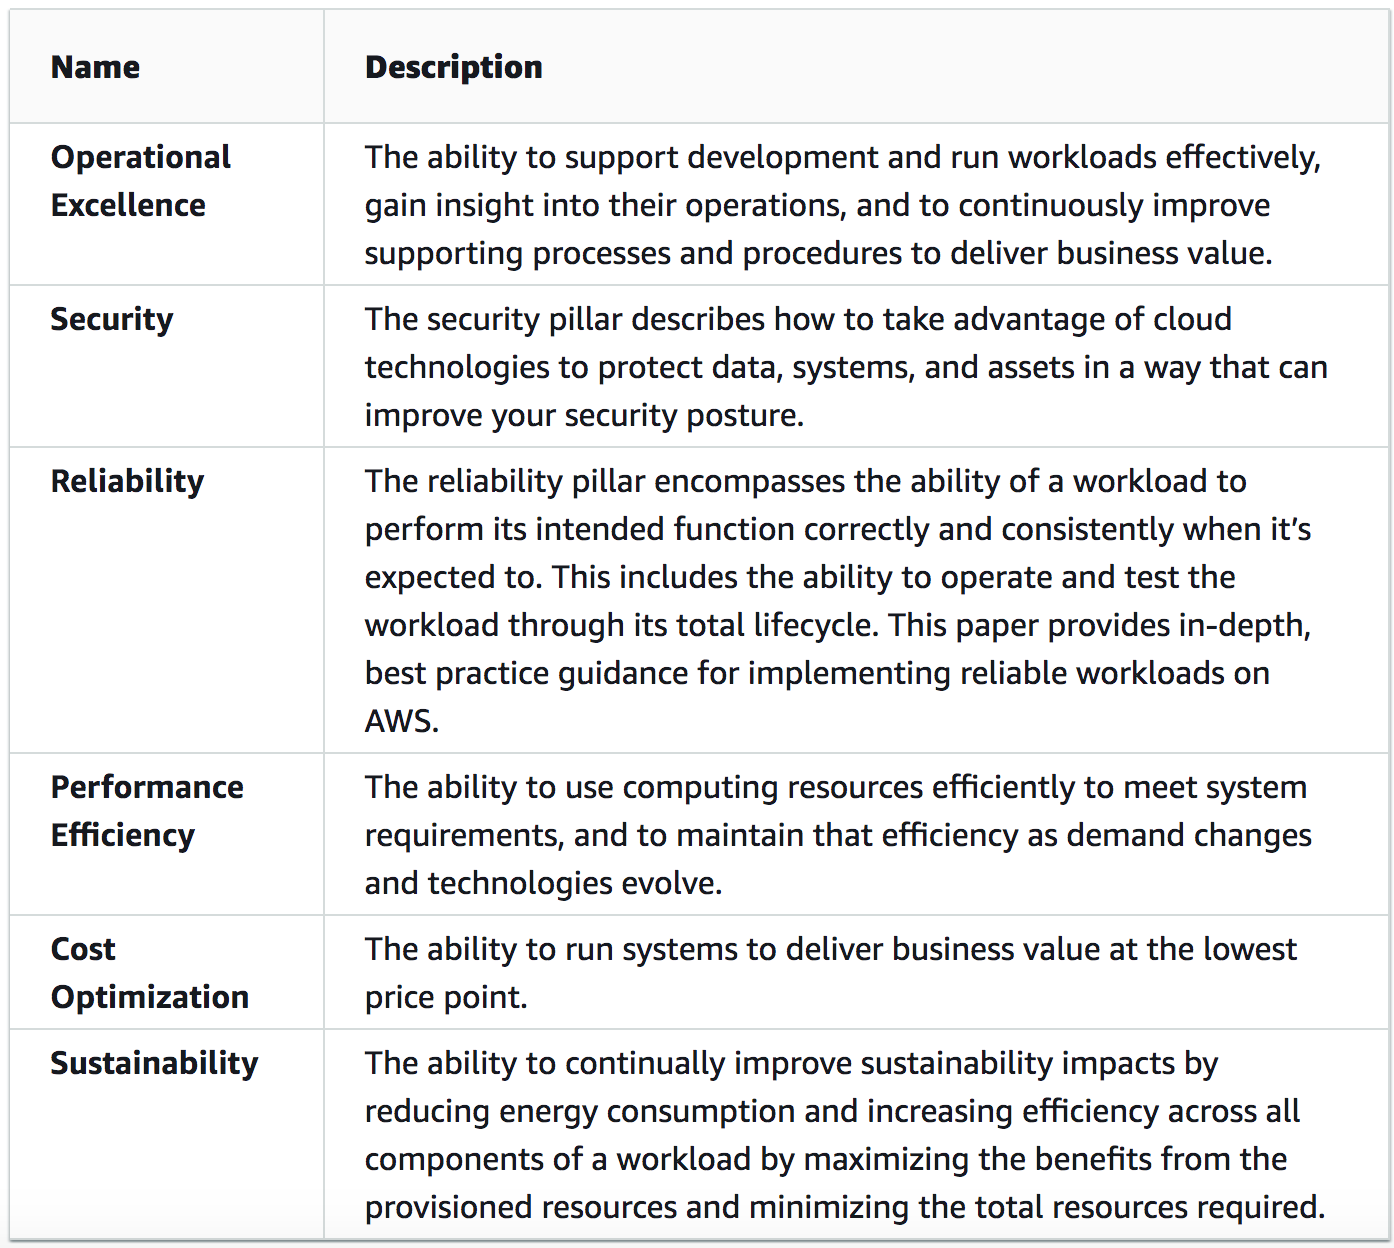 Name
Description
Operational
Excellence
The ability to support development and run workloads effectively,
gain insight into their operations, and to continuously improve
supporting processes and procedures to deliver business value.
Security
The security pillar describes how to take advantage of cloud
technologies to protect data, systems, and assets in a way that can
improve your security posture.
Reliability
The reliability pillar encompasses the ability of a workload to
perform its intended function correctly and consistently when it’s
expected to. This includes the ability to operate and test the
workload through its total lifecycle. This paper provides in-depth,
best practice guidance for implementing reliable workloads on
AWS.
Performance
Efficiency
The ability to use computing resources efficiently to meet system
requirements, and to maintain that efficiency as demand changes
and technologies evolve.
Cost
Optimization
The ability to run systems to deliver business value at the lowest
price point.
Sustainability
The ability to continually improve sustainability impacts by
reducing energy consumption and increasing efficiency across all
components of a workload by maximizing the benefits from the
provisioned resources and minimizing the total resources required.